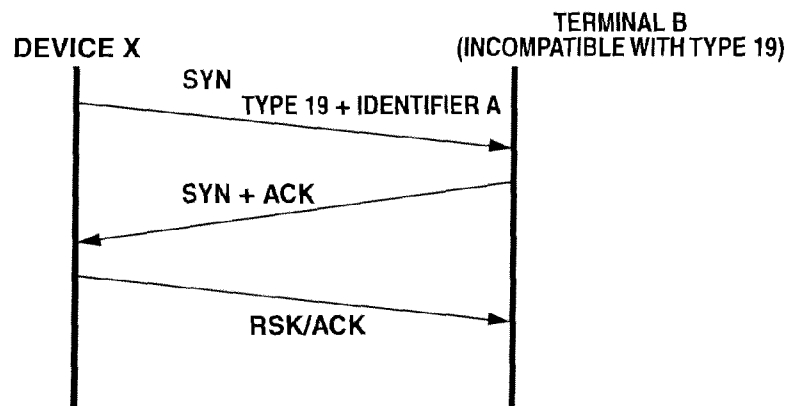 TERMINAL B
DEVICE X
(INCOMPATIBLE WITH TYPE 19)
SYN
TYPE 19 + IDENTIFIER A
SYN + ACK
RSK/ACK